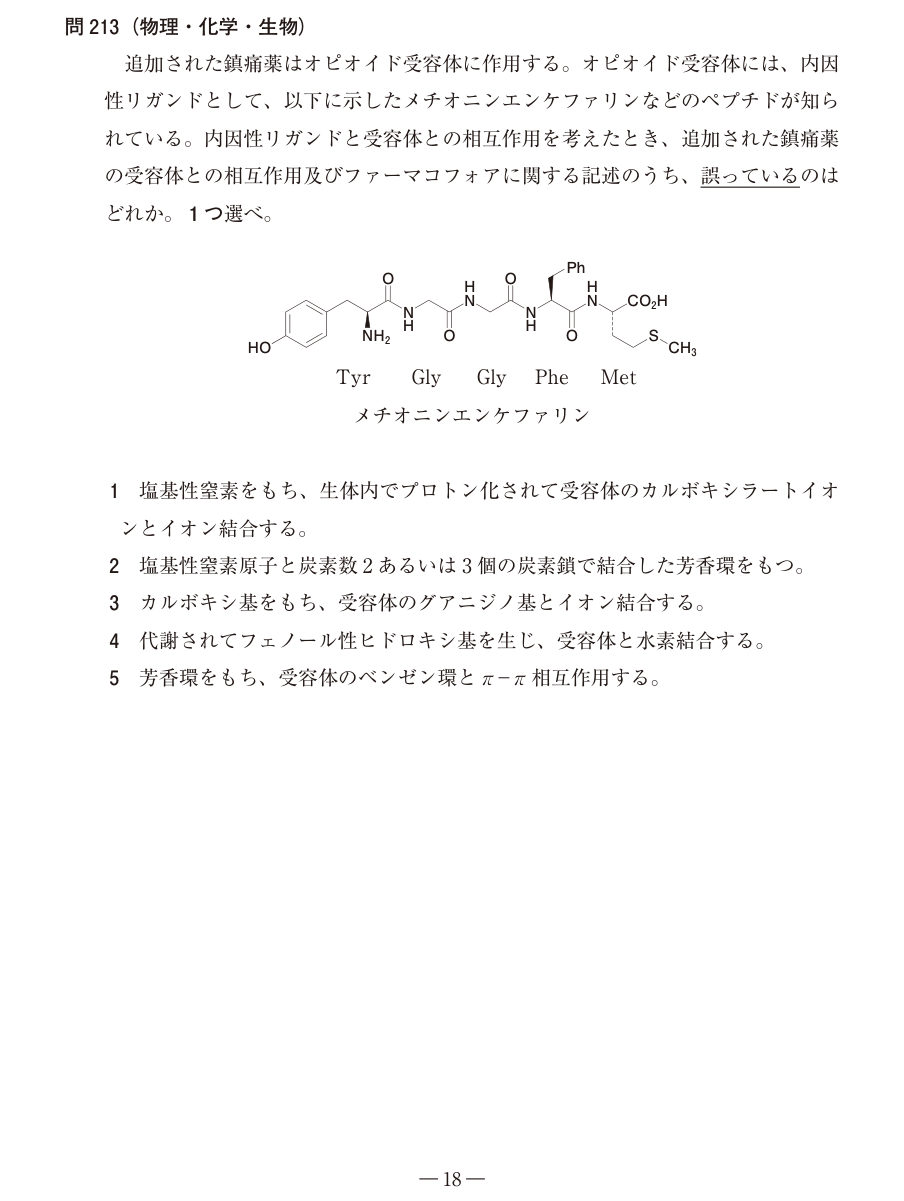 問 213（物理・化学・生物）
追加された鎮痛薬はオピオイド受容体に作用する。オピオイド受容体には、内因
性リガンドとして、以下に示したメチオニンエンケファリンなどのペプチドが知ら
れている。内因性リガンドと受容体との相互作用を考えたとき、追加された鎮痛薬
の受容体との相互作用及びファーマコフォアに関する記述のうち、誤っているのは
どれか。1つ選べ。
Ph
O O H
N H N CO₂H
N H N H
HO NH₂ O O S CH₃
Tyr Gly Gly Phe Met
メチオニンエンケファリン
1 塩基性窒素をもち、生体内でプロトン化されて受容体のカルボキシラートイオ
ンとイオン結合する。
2 塩基性窒素原子と炭素数2あるいは3個の炭素鎖で結合した芳香環をもつ。
3 カルボキシ基をもち、受容体のグアニジノ基とイオン結合する。
4 代謝されてフェノール性ヒドロキシ基を生じ、受容体と水素結合する。
5 芳香環をもち、受容体のベンゼン環とπ−π相互作用する。
― 18 ―